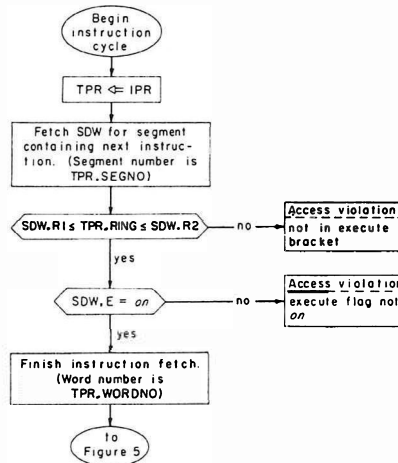 Begin
instruction
cycle
TPR ⇐ IPR
Fetch SDW for segment
containing next instruc-
tion. (Segment number is
TPR.SEGNO)
SDW.R1 ≤ TPR.RING ≤ SDW.R2
no
Access violation
not in execute
bracket
yes
SDW.E = on
no
Access violation
execute flag not
on
yes
Finish instruction fetch.
(Word number is
TPR.WORDNO)
to
Figure 5